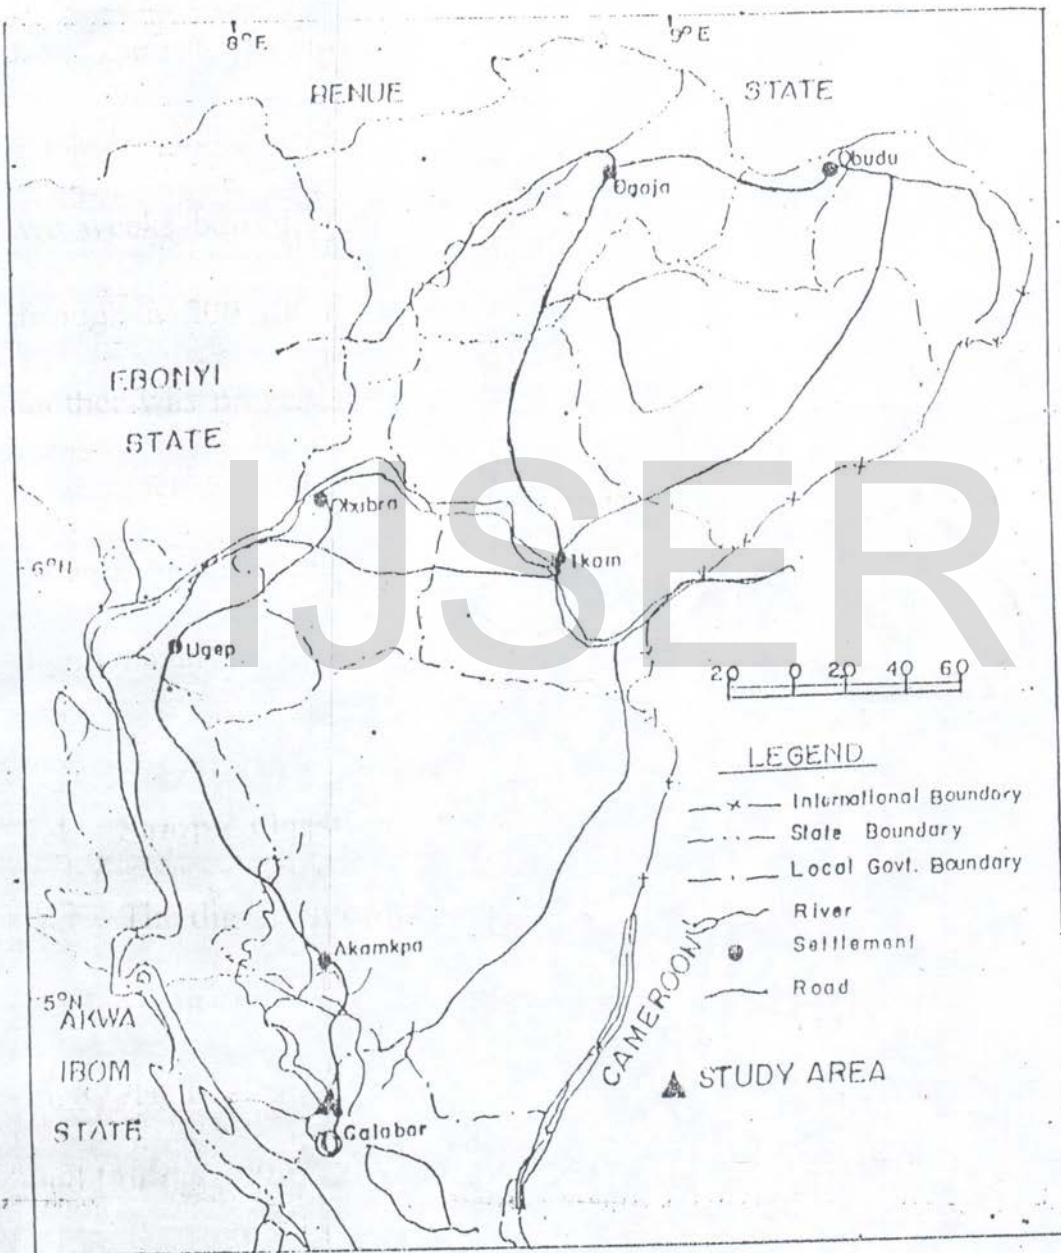 8°E
9°E
BENUE STATE
Obudu
Ogoja
EBONYI
STATE
Obubra
6°N
Ikom
Ugep
IJSER
20 0 20 40 60
LEGEND
International Boundary
State Boundary
Local Govt. Boundary
River
Settlement
Road
Akamkpa
5°N
AKWA
IBOM
STATE
CAMEROON
STUDY AREA
Calabar